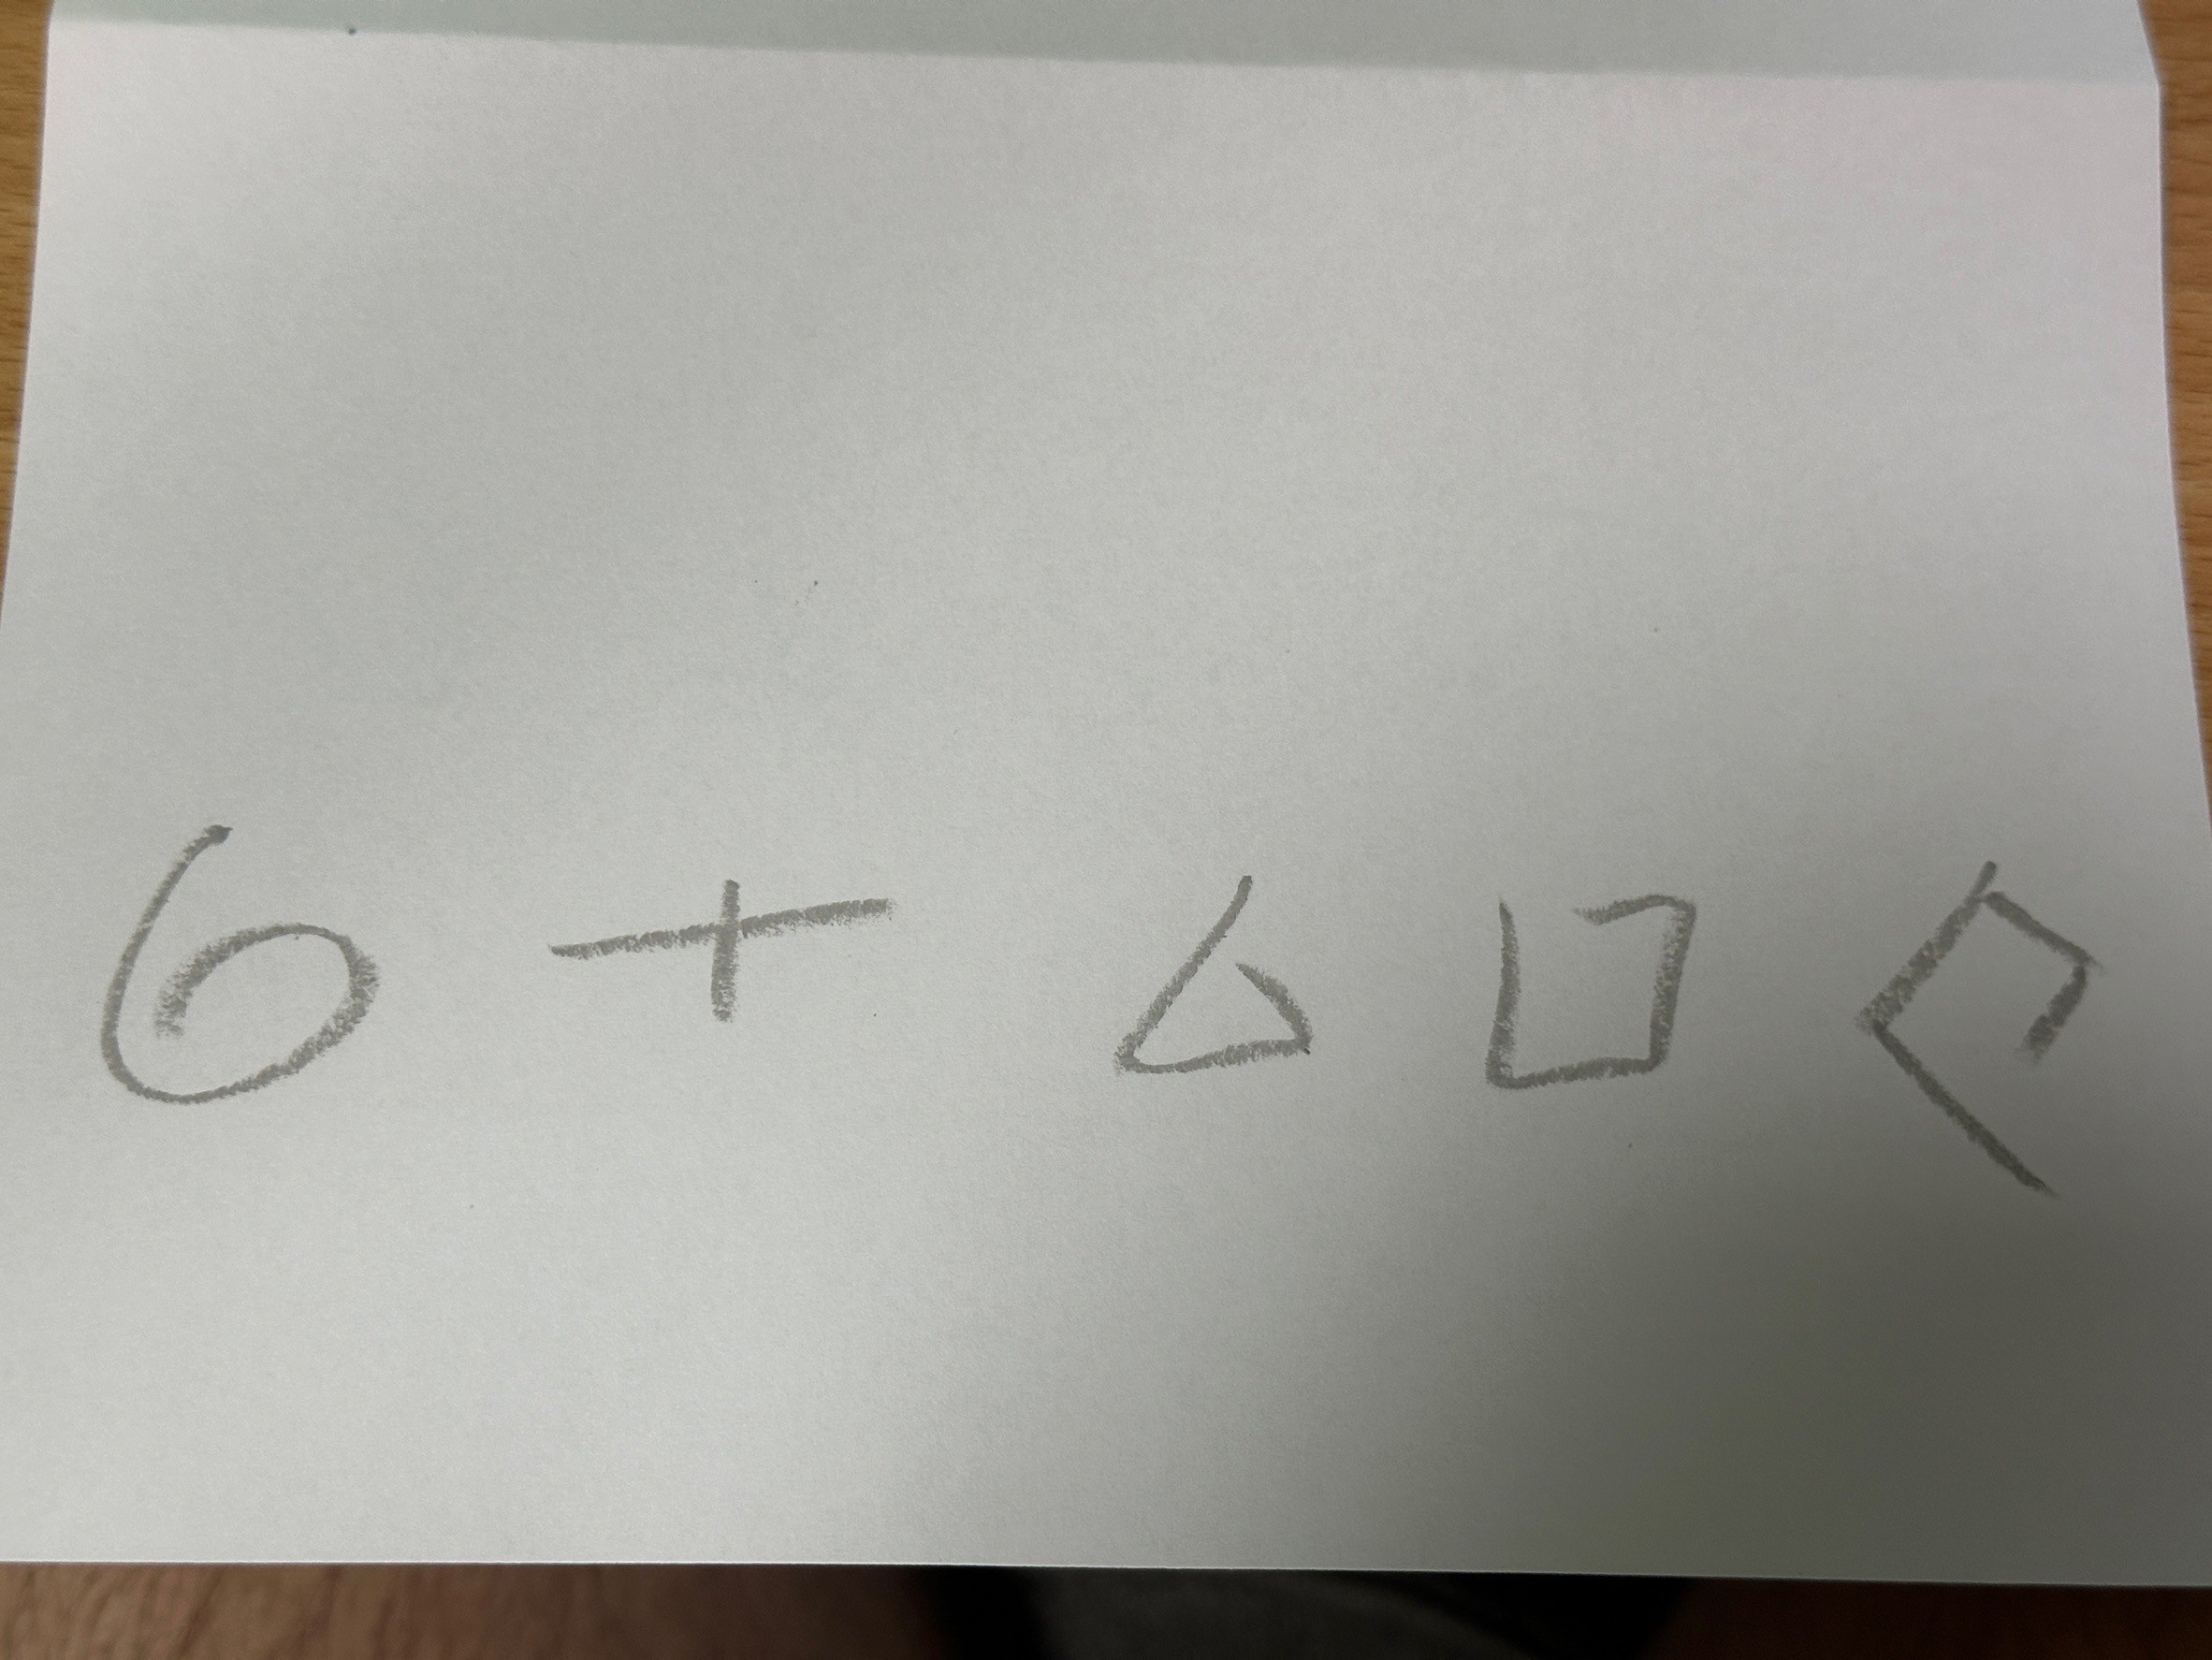 6 + △ □ ◇